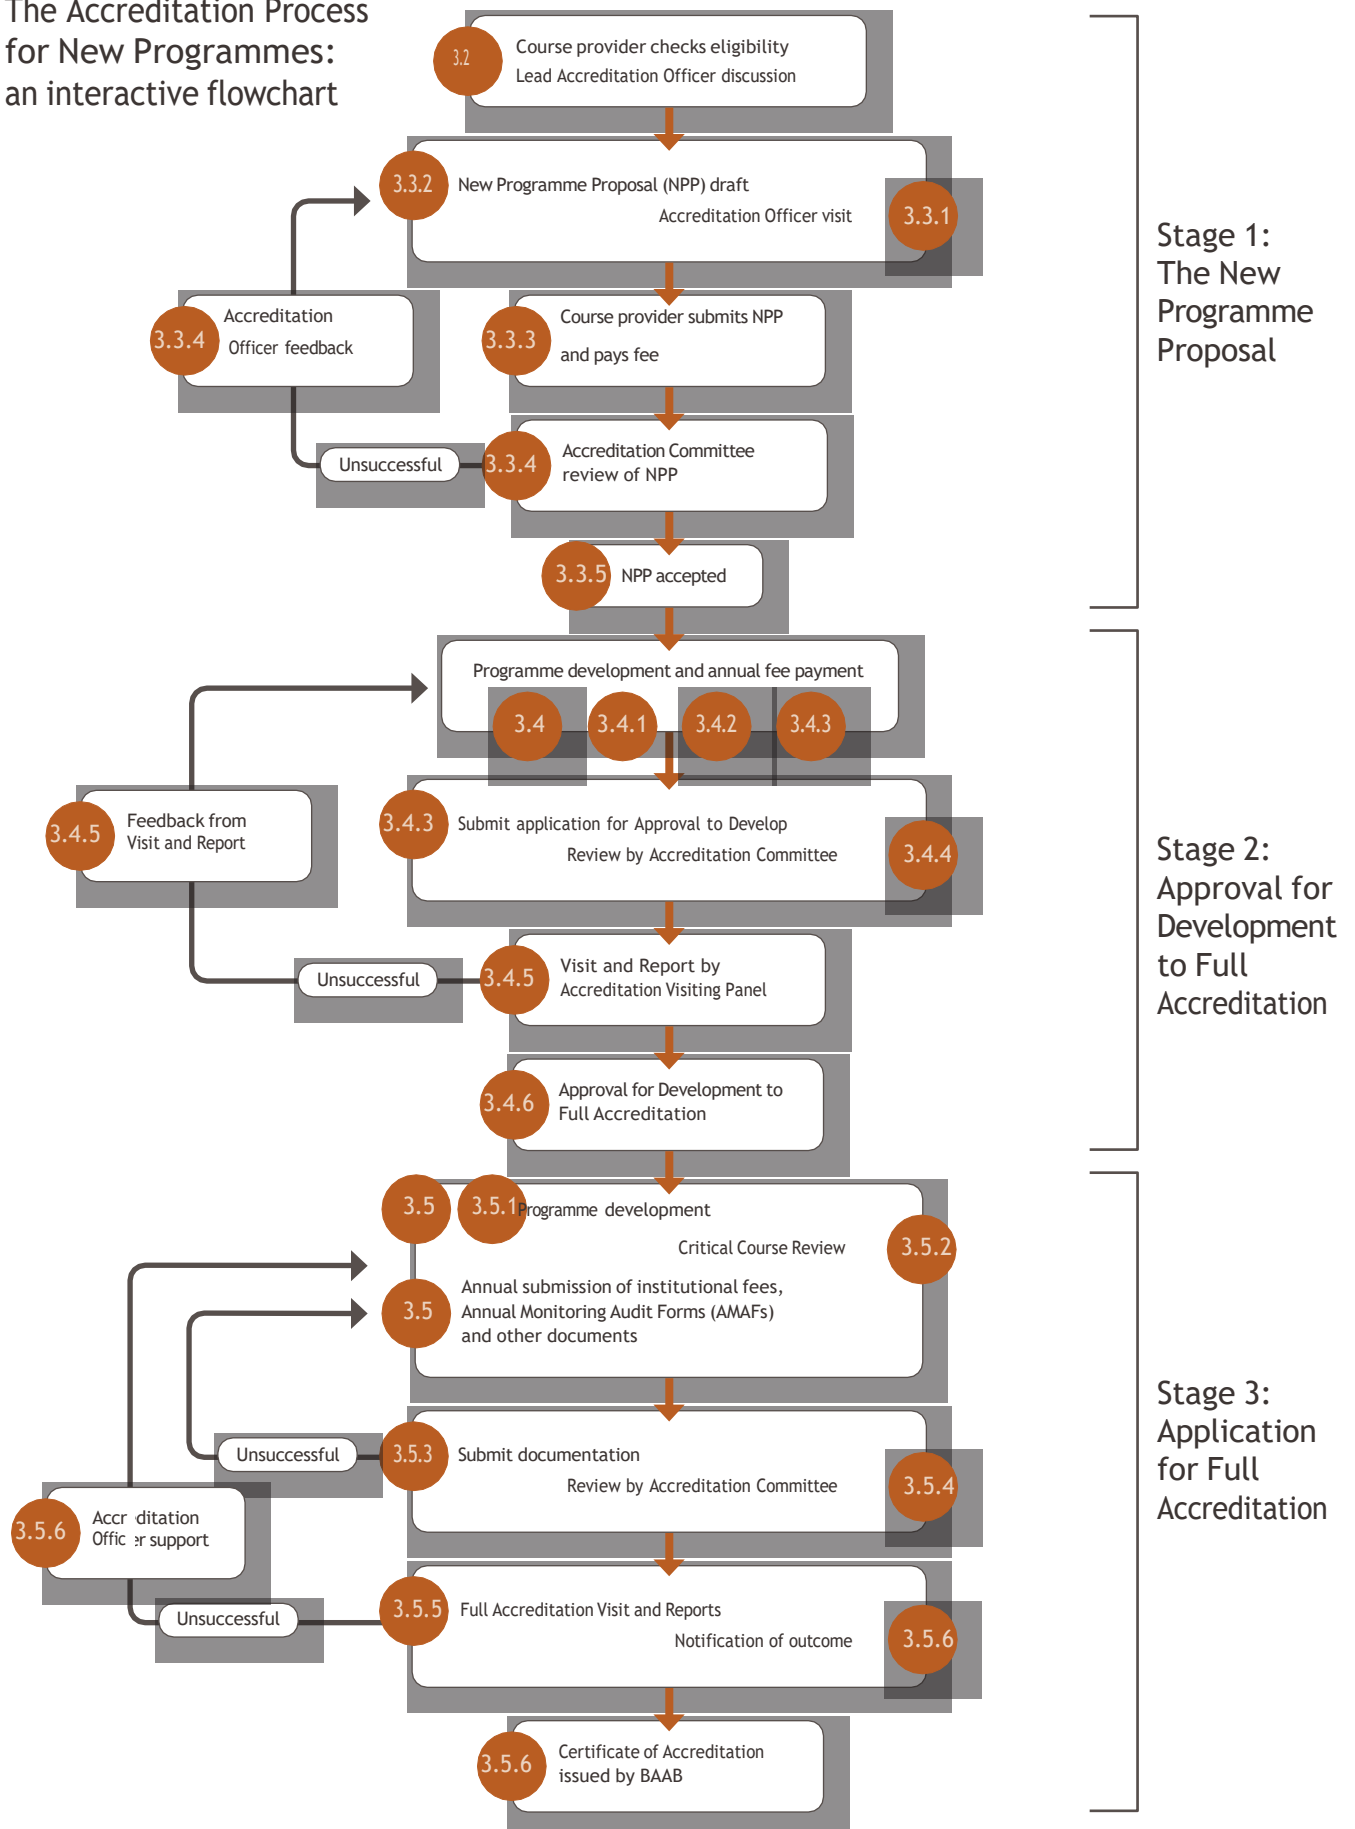 The Accreditation Process
for New Programmes:
an interactive flowchart
3.2
Course provider checks eligibility
Lead Accreditation Officer discussion
3.3.2
New Programme Proposal (NPP) draft
Accreditation Officer visit
3.3.1
Stage 1:
The New
Programme
Proposal
3.3.4
Accreditation
Officer feedback
3.3.3
Course provider submits NPP
and pays fee
Unsuccessful
3.3.4
Accreditation Committee
review of NPP
3.3.5
NPP accepted
Programme development and annual fee payment
3.4
3.4.1
3.4.2
3.4.3
3.4.5
Feedback from
Visit and Report
3.4.3
Submit application for Approval to Develop
Review by Accreditation Committee
3.4.4
Stage 2:
Approval for
Development
to Full
Accreditation
Unsuccessful
3.4.5
Visit and Report by
Accreditation Visiting Panel
3.4.6
Approval for Development to
Full Accreditation
3.5
3.5.1
Programme development
Critical Course Review
3.5.2
3.5
Annual submission of institutional fees,
Annual Monitoring Audit Forms (AMAFs)
and other documents
Stage 3:
Application
for Full
Accreditation
Unsuccessful
3.5.3
Submit documentation
Review by Accreditation Committee
3.5.4
3.5.6
Accreditation
Officer support
Unsuccessful
3.5.5
Full Accreditation Visit and Reports
Notification of outcome
3.5.6
3.5.6
Certificate of Accreditation
issued by BAAB